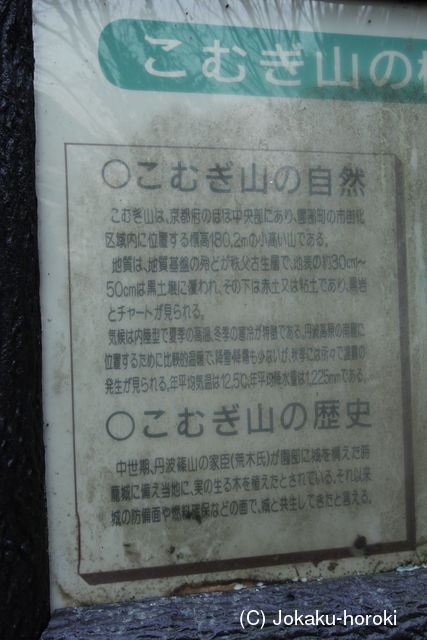 こむぎ山の
○こむぎ山の自然
こむぎ山は、京都府のほぼ中央部にあり、園部町の市街化
区域内に位置する標高180.2mの小高い山である。
地質は、地質基盤の殆どが秩父古生層で、地表の約30cm〜
50cmは黒土壌に覆われ、その下は赤土又は粘土であり、黒岩
とチャートが見られる。
気候は内陸型で夏季の高温、冬季の寒冷が特徴である。丹波高原の南面に
位置するために比較的温暖で、降雪・降霜も少ないが、秋季には所々で濃霧の
発生が見られる。年平均気温は12.5℃、年平均降水量は1,225mmである。
○こむぎ山の歴史
中世期、丹波篠山の家臣(荒木氏)が園部に城を構えた時
籠城に備え当地に、実の生る木を植えたとされている。それ以来
城の防備面や燃料確保などの面で、城と共生してきたと言える。
(C) Jokaku-horoki